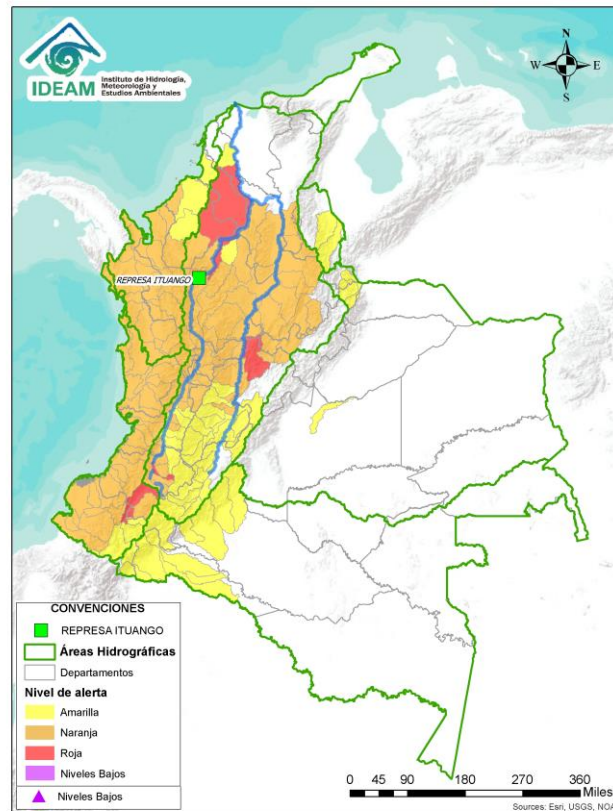 IDEAM
Instituto de Hidrología,
Meteorología y
Estudios Ambientales
N
W E
S
REPRESA ITUANGO
CONVENCIONES
REPRESA ITUANGO
Áreas Hidrográficas
Departamentos
Nivel de alerta
Amarilla
Naranja
Roja
Niveles Bajos
Niveles Bajos
0 45 90 180 270 360
Miles
Sources: Esri, USGS, NOA